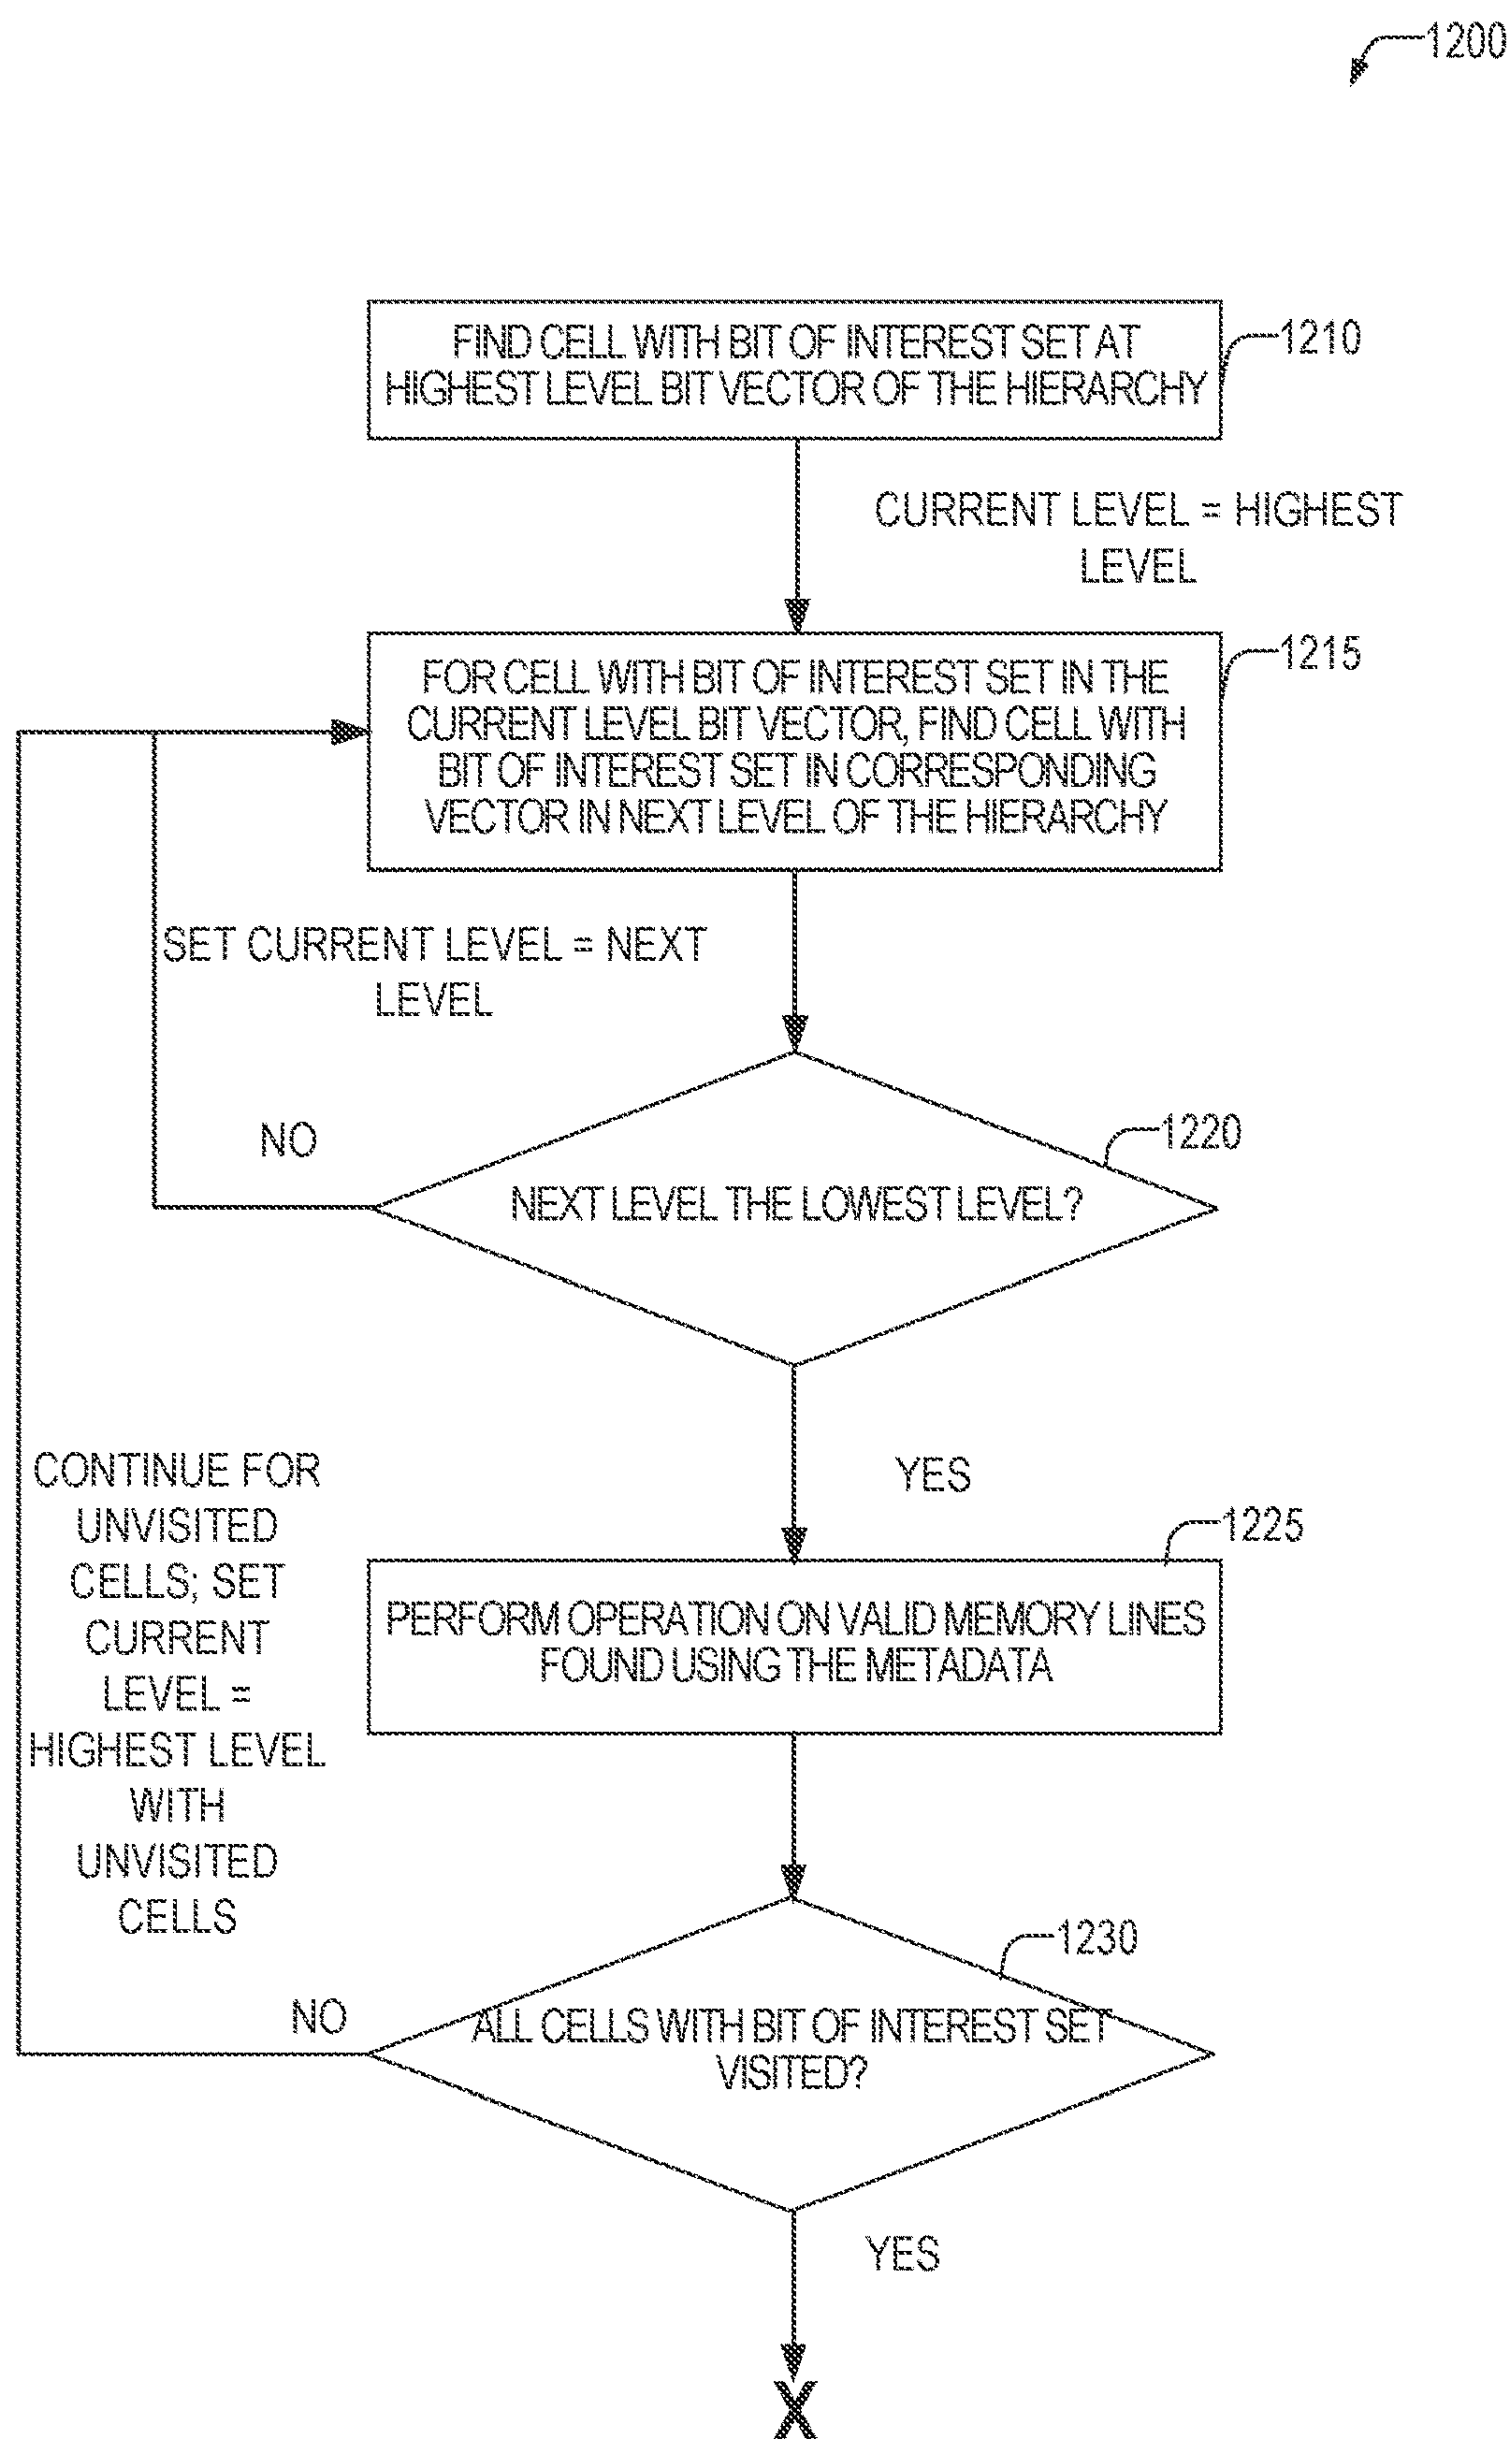 1200
FIND CELL WITH BIT OF INTEREST SET AT
HIGHEST LEVEL BIT VECTOR OF THE HIERARCHY
1210
CURRENT LEVEL = HIGHEST
LEVEL
FOR CELL WITH BIT OF INTEREST SET IN THE
CURRENT LEVEL BIT VECTOR, FIND CELL WITH
BIT OF INTEREST SET IN CORRESPONDING
VECTOR IN NEXT LEVEL OF THE HIERARCHY
1215
SET CURRENT LEVEL = NEXT
LEVEL
NO
1220
NEXT LEVEL THE LOWEST LEVEL?
YES
CONTINUE FOR
UNVISITED
CELLS; SET
CURRENT
LEVEL =
HIGHEST LEVEL
WITH
UNVISITED
CELLS
1225
PERFORM OPERATION ON VALID MEMORY LINES
FOUND USING THE METADATA
1230
NO
ALL CELLS WITH BIT OF INTEREST SET
VISITED?
YES
X